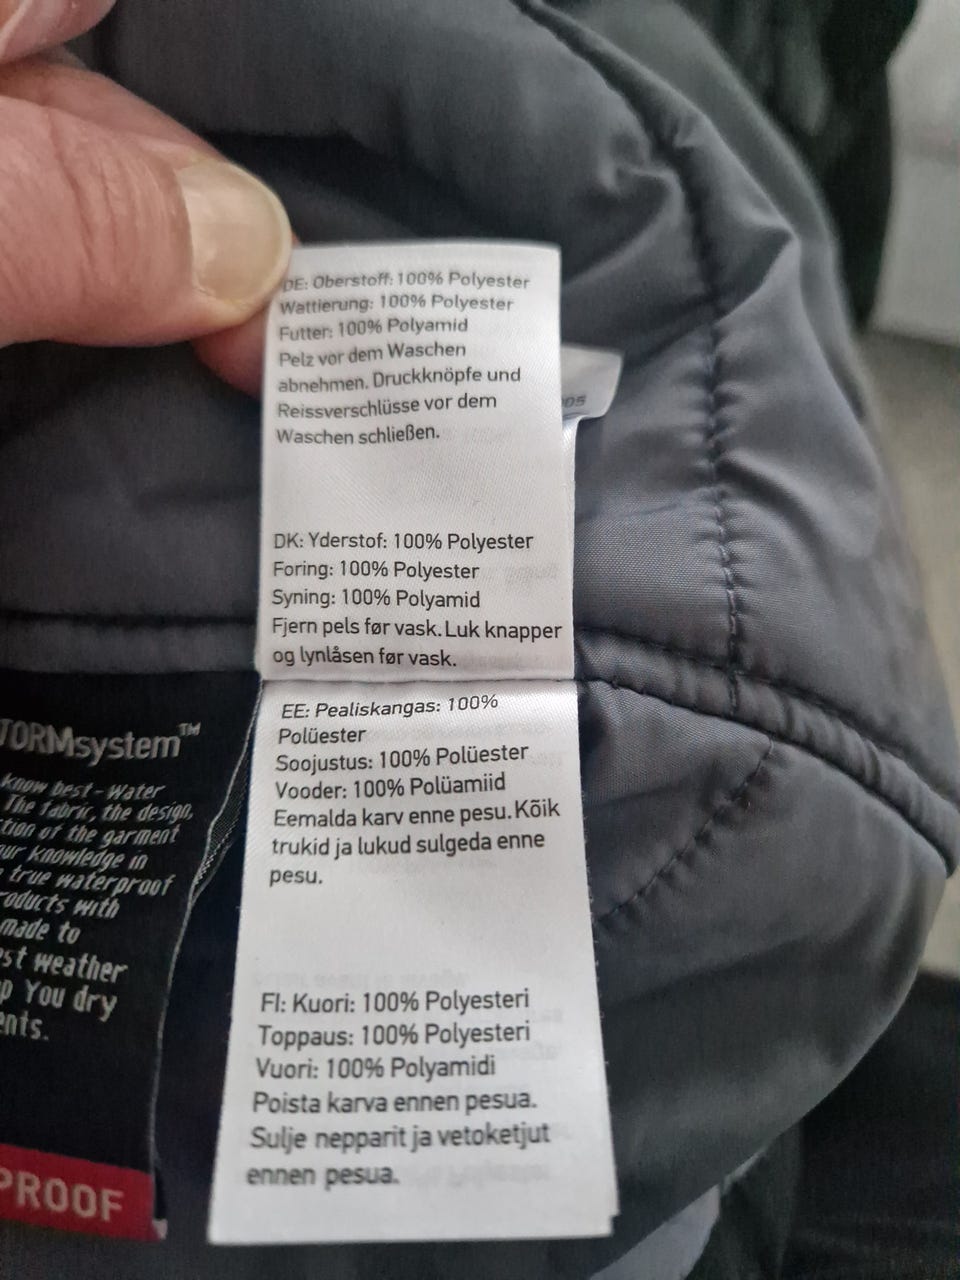 DE: Oberstoff: 100% Polyester
Wattierung: 100% Polyester
Futter: 100% Polyamid
Pelz vor dem Waschen
abnehmen. Druckknöpfe und
Reissverschlüsse vor dem
Waschen schließen.
005
DK: Yderstof: 100% Polyester
Foring: 100% Polyester
Syning: 100% Polyamid
Fjern pels før vask. Luk knapper
og lynlåsen før vask.
EE: Pealiskangas: 100%
Polüester
Soojustus: 100% Polüester
Vooder: 100% Polüamiid
Eemalda karv enne pesu. Kõik
trukid ja lukud sulgeda enne
pesu.
FI: Kuori: 100% Polyesteri
Toppaus: 100% Polyesteri
Vuori: 100% Polyamidi
Poista karva ennen pesua.
Sulje nepparit ja vetoketjut
ennen pesua.
TORMsystem™
know best - water
The fabric, the design,
tion of the garment
our knowledge in
true waterproof
roducts with
made to
st weather
p You dry
ents.
PROOF